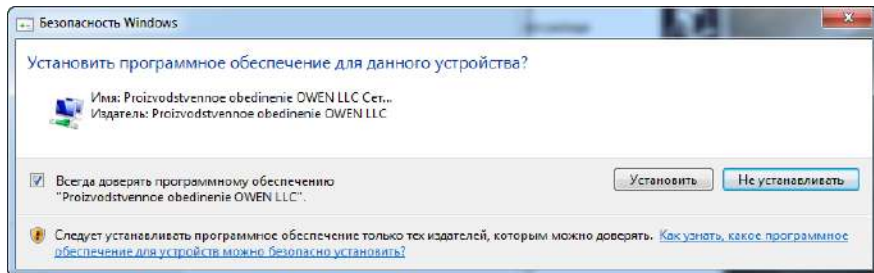 Безопасность Windows
Установить программное обеспечение для данного устройства?
Имя: Proizvodstvennoe obedinenie OWEN LLC Сет...
Издатель: Proizvodstvennoe obedinenie OWEN LLC
Всегда доверять программному обеспечению
"Proizvodstvennoe obedinenie OWEN LLC".
Установить
Не устанавливать
Следует устанавливать программное обеспечение только тех издателей, которым можно доверять. Как узнать, какое программное
обеспечение для устройств можно безопасно установить?